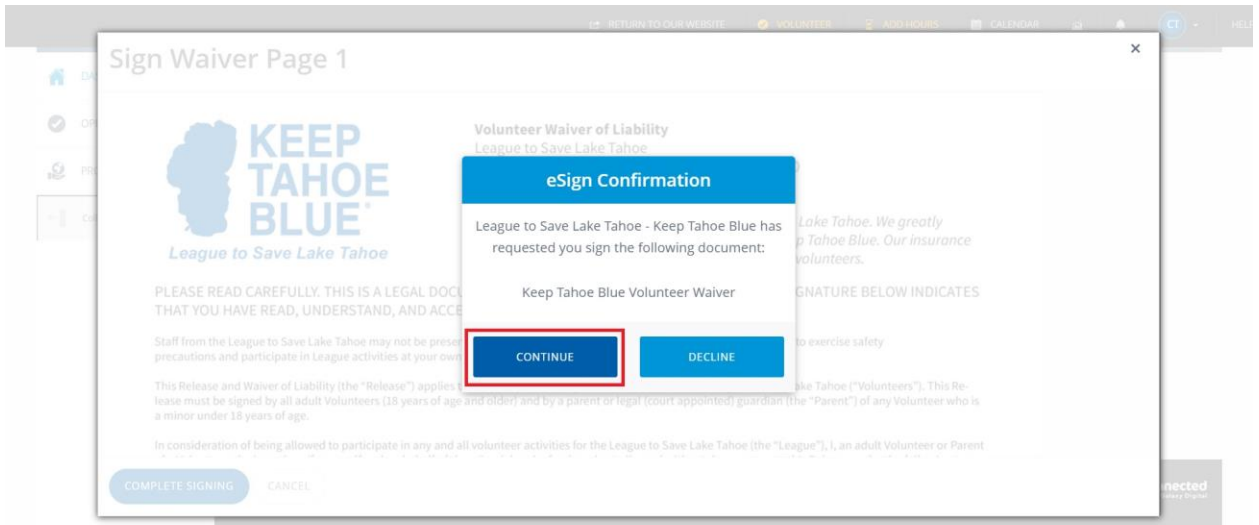 RETURN TO OUR WEBSITE VOLUNTEER ADD HOURS CALENDAR CT HELP
Sign Waiver Page 1
×
DA
OP
PR
KEEP
TAHOE
BLUE
League to Save Lake Tahoe
Volunteer Waiver of Liability
League to Save Lake Tahoe
Lake Tahoe. We greatly
p Tahoe Blue. Our insurance
volunteers.
eSign Confirmation
League to Save Lake Tahoe - Keep Tahoe Blue has
requested you sign the following document:
Keep Tahoe Blue Volunteer Waiver
CONTINUE DECLINE
PLEASE READ CAREFULLY. THIS IS A LEGAL DOCU GNATURE BELOW INDICATES
THAT YOU HAVE READ, UNDERSTAND, AND ACCE
Staff from the League to Save Lake Tahoe may not be preser to exercise safety
precautions and participate in League activities at your own
This Release and Waiver of Liability (the "Release") applies t ake Tahoe ("Volunteers"). This Re-
lease must be signed by all adult Volunteers (18 years of age and older) and by a parent or legal (court appointed) guardian (the "Parent") of any Volunteer who is
a minor under 18 years of age.
In consideration of being allowed to participate in any and all volunteer activities for the League to Save Lake Tahoe (the "League"), I, an adult Volunteer or Parent
COMPLETE SIGNING CANCEL
nnected
Galaxy Digital